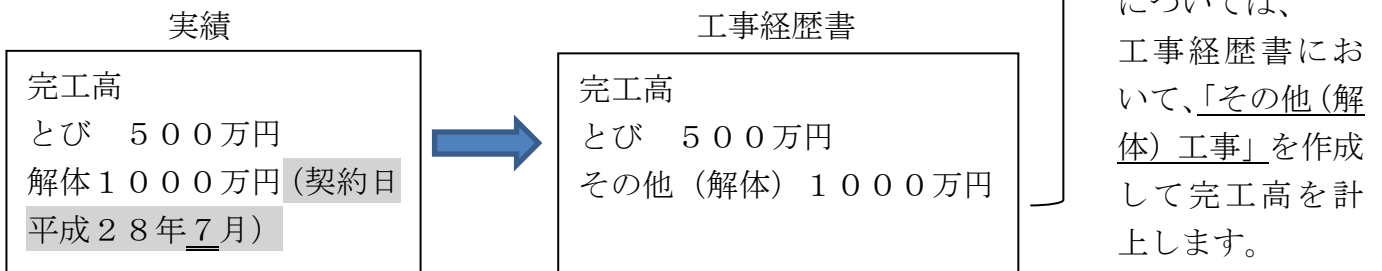 実績
完工高
とび　５００万円
解体１０００万円（契約日
平成２８年７月）
工事経歴書
完工高
とび　５００万円
その他（解体）１０００万円
については、
工事経歴書にお
いて、「その他（解
体）工事」を作成
して完工高を計
上します。